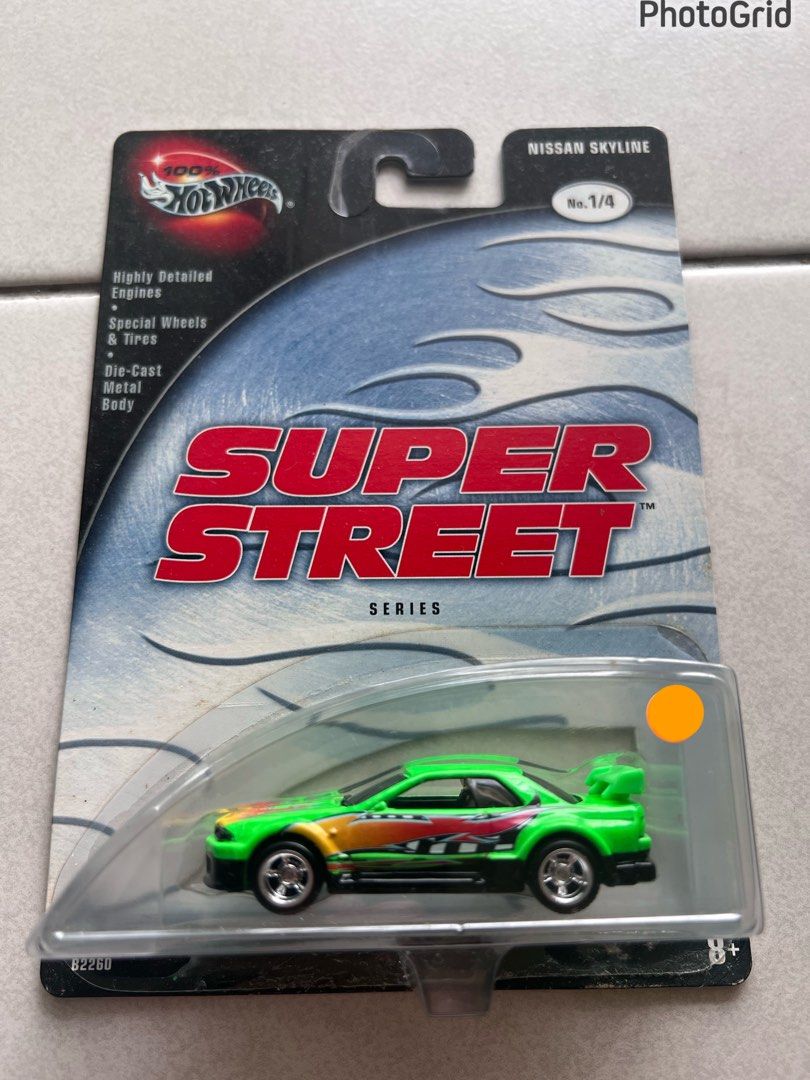 PhotoGrid
NISSAN SKYLINE
No.1/4
100%
Hot Wheels
®
Highly Detailed
Engines
•
Special Wheels
& Tires
•
Die-Cast
Metal
Body
SUPER
STREET™
SERIES
B2260
8+